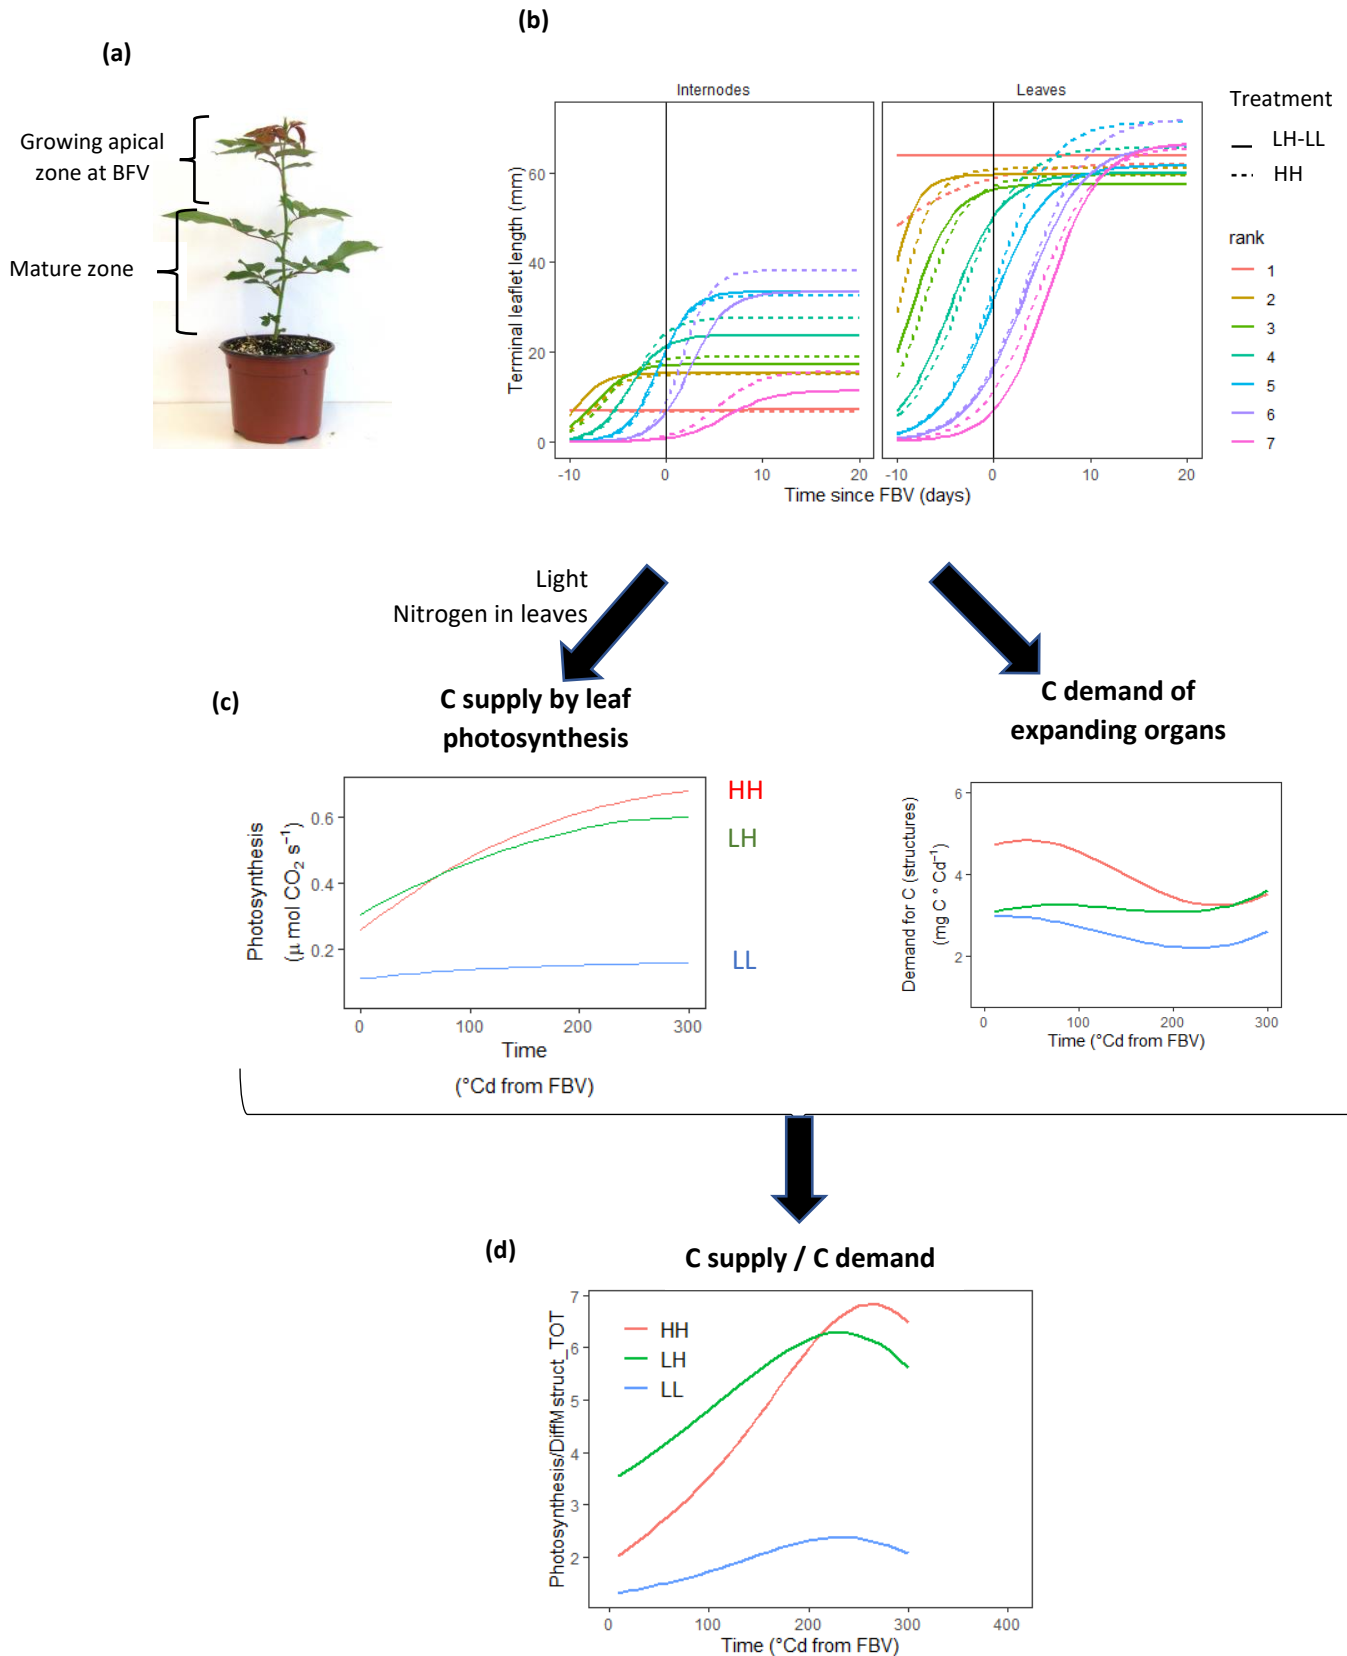 (a)
Growing apical
zone at BFV
Mature zone
(b)
Internodes
Leaves
Terminal leaflet length (mm)
60
40
20
0
-10
0
10
20
-10
0
10
20
Time since FBV (days)
Treatment
LH-LL
HH
rank
1
2
3
4
5
6
7
Light
Nitrogen in leaves
(c)
C supply by leaf
photosynthesis
C demand of
expanding organs
Photosynthesis
(µ mol CO₂ s⁻¹)
0.6
0.4
0.2
0
100
200
300
Time
(°Cd from FBV)
HH
LH
LL
Demand for C (structures)
(mg C ° Cd⁻¹)
6
4
2
0
100
200
300
Time (°Cd from FBV)
(d)
C supply / C demand
Photosynthesis/DiffM struct_TOT
7
6
5
4
3
2
HH
LH
LL
0
100
200
300
400
Time (°Cd from FBV)